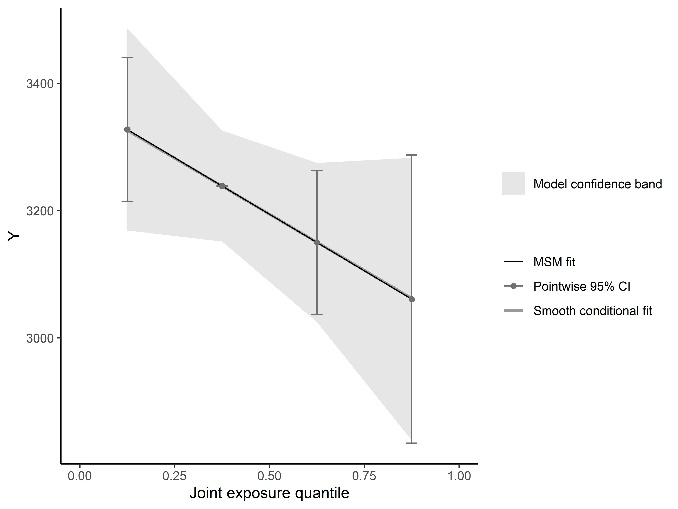 3400
3200
3000
Y
0.00 0.25 0.50 0.75 1.00
Joint exposure quantile
Model confidence band
MSM fit
Pointwise 95% CI
Smooth conditional fit